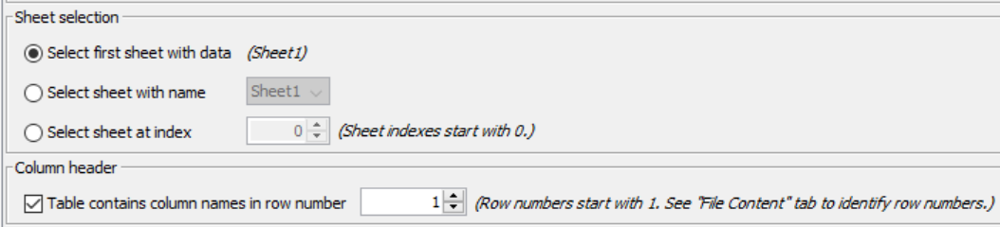 Sheet selection
Select first sheet with data (Sheet1)
Select sheet with name Sheet1
Select sheet at index 0 (Sheet indexes start with 0.)
Column header
Table contains column names in row number 1 (Row numbers start with 1. See "File Content" tab to identify row numbers.)